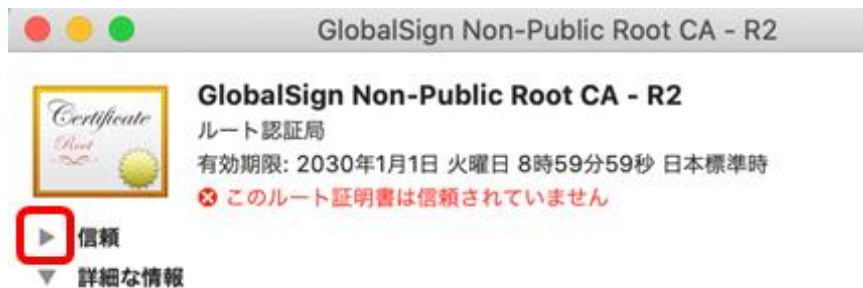 GlobalSign Non-Public Root CA - R2
GlobalSign Non-Public Root CA - R2
Certificate
Root
ルート認証局
有効期限: 2030年1月1日 火曜日 8時59分59秒 日本標準時
このルート証明書は信頼されていません
信頼
詳細な情報